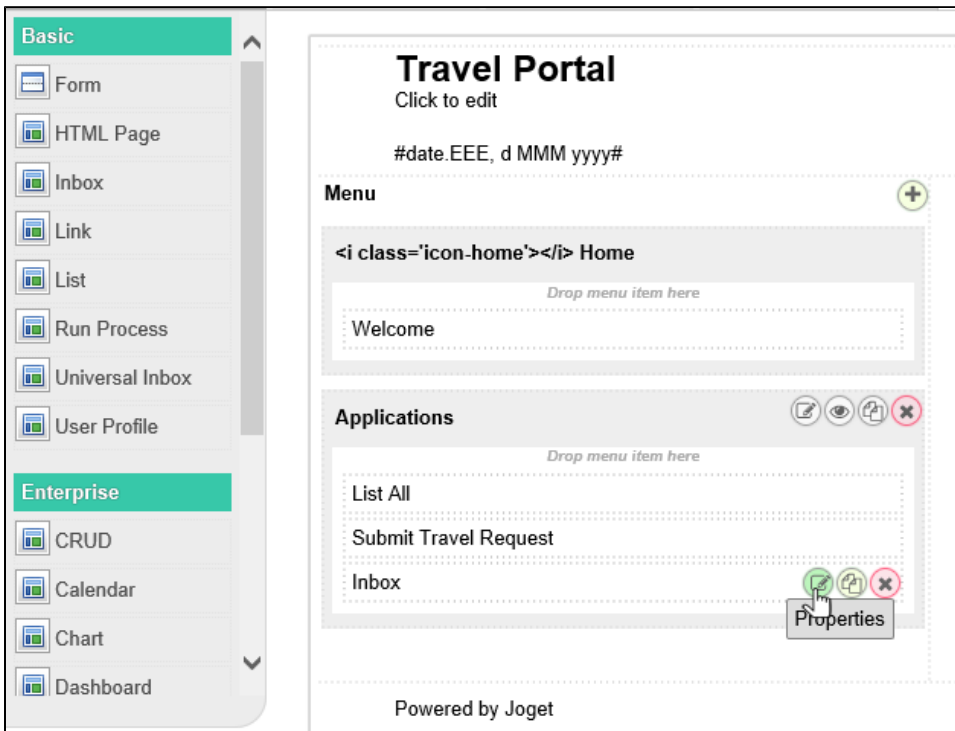 Basic
Form
HTML Page
Inbox
Link
List
Run Process
Universal Inbox
User Profile
Enterprise
CRUD
Calendar
Chart
Dashboard
Travel Portal
Click to edit
#date.EEE, d MMM yyyy#
Menu
<i class='icon-home'></i> Home
Drop menu item here
Welcome
Applications
Drop menu item here
List All
Submit Travel Request
Inbox
Properties
Powered by Joget